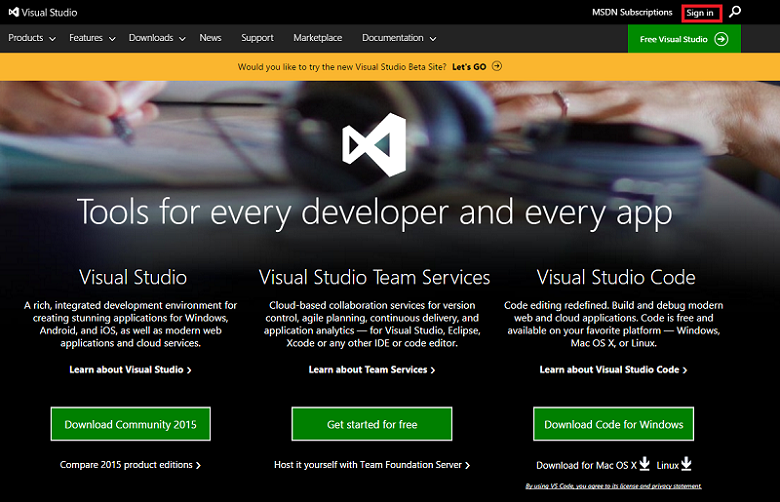 Visual Studio
MSDN Subscriptions Sign in
Products Features Downloads News Support Marketplace Documentation Free Visual Studio
Would you like to try the new Visual Studio Beta Site? Let's GO
Tools for every developer and every app
Visual Studio
A rich, integrated development environment for
creating stunning applications for Windows,
Android, and iOS, as well as modern web
applications and cloud services.
Learn about Visual Studio
Download Community 2015
Compare 2015 product editions
Visual Studio Team Services
Cloud-based collaboration services for version
control, agile planning, continuous delivery, and
application analytics — for Visual Studio, Eclipse,
Xcode or any other IDE or code editor.
Learn about Team Services
Get started for free
Host it yourself with Team Foundation Server
Visual Studio Code
Code editing redefined. Build and debug modern
web and cloud applications. Code is free and
available on your favorite platform — Windows,
Mac OS X, or Linux.
Learn about Visual Studio Code
Download Code for Windows
Download for Mac OS X Linux
By using VS Code, you agree to its license and privacy statement.